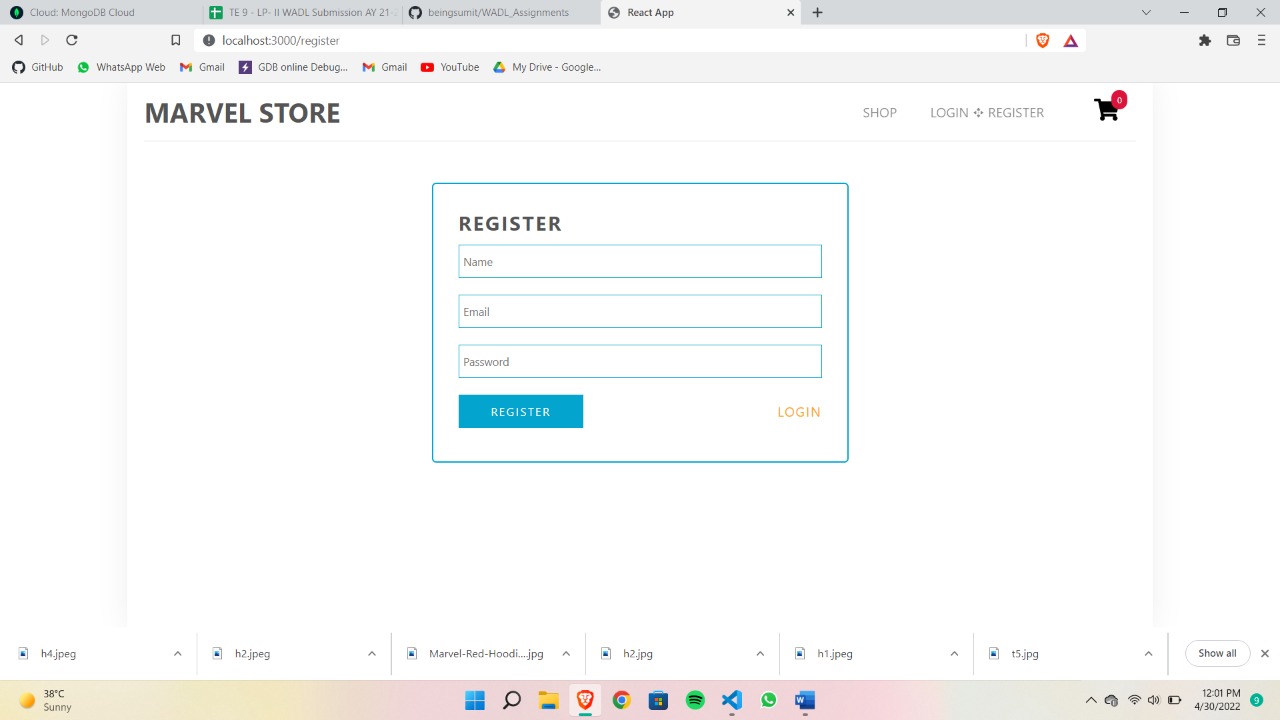 Cloud: MongoDB Cloud
TE 9 - LP- II WADL Submission AY 21-2
beingsumit/WADL_Assignments
React App
localhost:3000/register
GitHub
WhatsApp Web
Gmail
GDB online Debug...
Gmail
YouTube
My Drive - Google...
MARVEL STORE
SHOP
LOGIN ✣ REGISTER
0
REGISTER
Name
Email
Password
REGISTER
LOGIN
h4.jpeg
h2.jpeg
Marvel-Red-Hoodi....jpg
h2.jpg
h1.jpeg
t5.jpg
Show all
38°C
Sunny
12:01 PM
4/30/2022
9